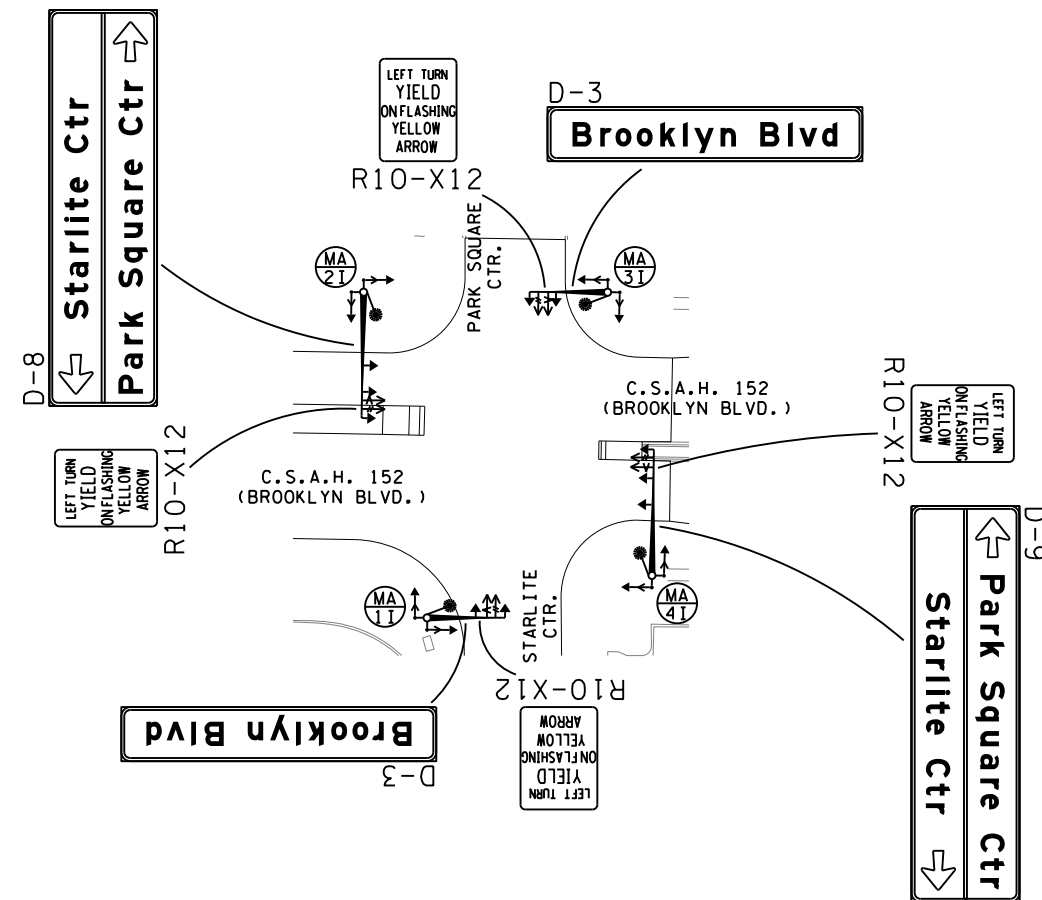 Starlite Ctr
Park Square Ctr
D-8
LEFT TURN
YIELD
ON FLASHING
YELLOW
ARROW
R10-X12
D-3
Brooklyn Blvd
PARK SQUARE
CTR.
MA
2I
MA
3I
C.S.A.H. 152
(BROOKLYN BLVD.)
R10-X12
LEFT TURN
YIELD
ON FLASHING
YELLOW
ARROW
LEFT TURN
YIELD
ON FLASHING
YELLOW
ARROW
R10-X12
C.S.A.H. 152
(BROOKLYN BLVD.)
D-9
Park Square Ctr
Starlite Ctr
MA
1I
STARLITE
CTR.
MA
4I
R10-X12
LEFT TURN
YIELD
ON FLASHING
YELLOW
ARROW
Brooklyn Blvd
D-3